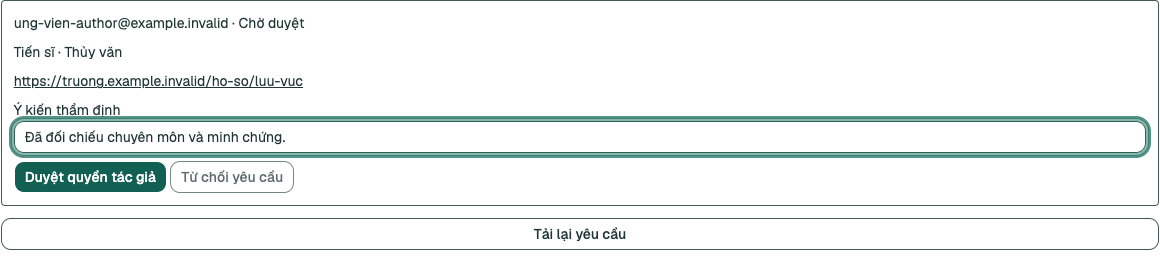 ung-vien-author@example.invalid · Chờ duyệt
Tiến sĩ · Thủy văn
https://truong.example.invalid/ho-so/luu-vuc
Ý kiến thẩm định
Đã đối chiếu chuyên môn và minh chứng.
Duyệt quyền tác giả
Từ chối yêu cầu
Tải lại yêu cầu